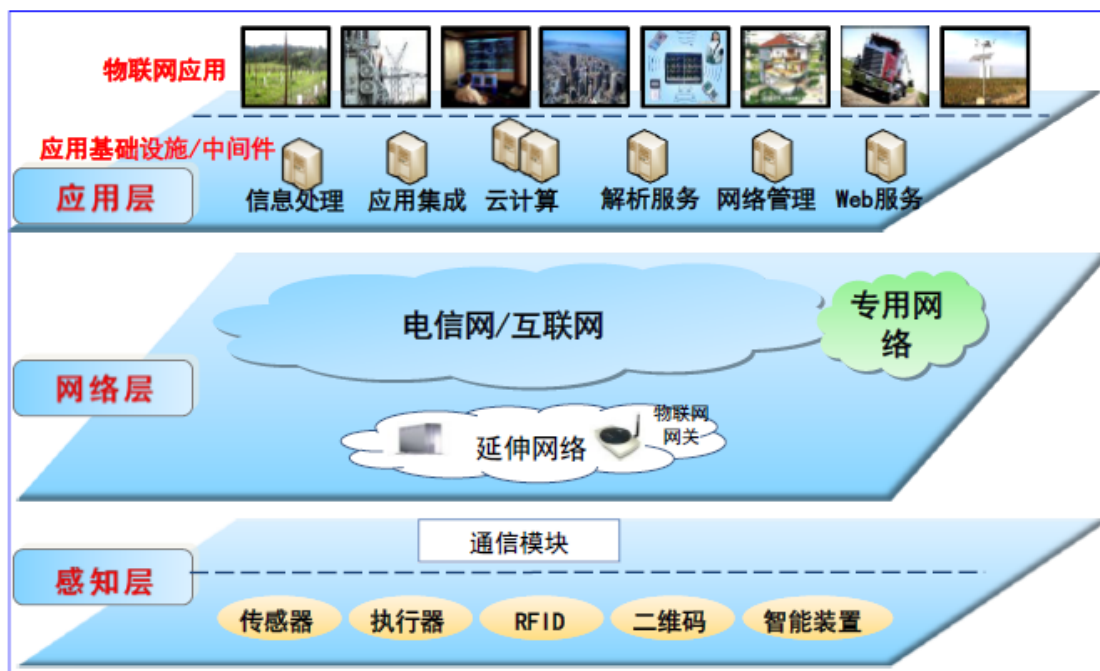 物联网应用
应用基础设施/中间件
应用层
信息处理
应用集成
云计算
解析服务
网络管理
Web服务
电信网/互联网
专用网
络
网络层
物联网
网关
延伸网络
通信模块
感知层
传感器
执行器
RFID
二维码
智能装置